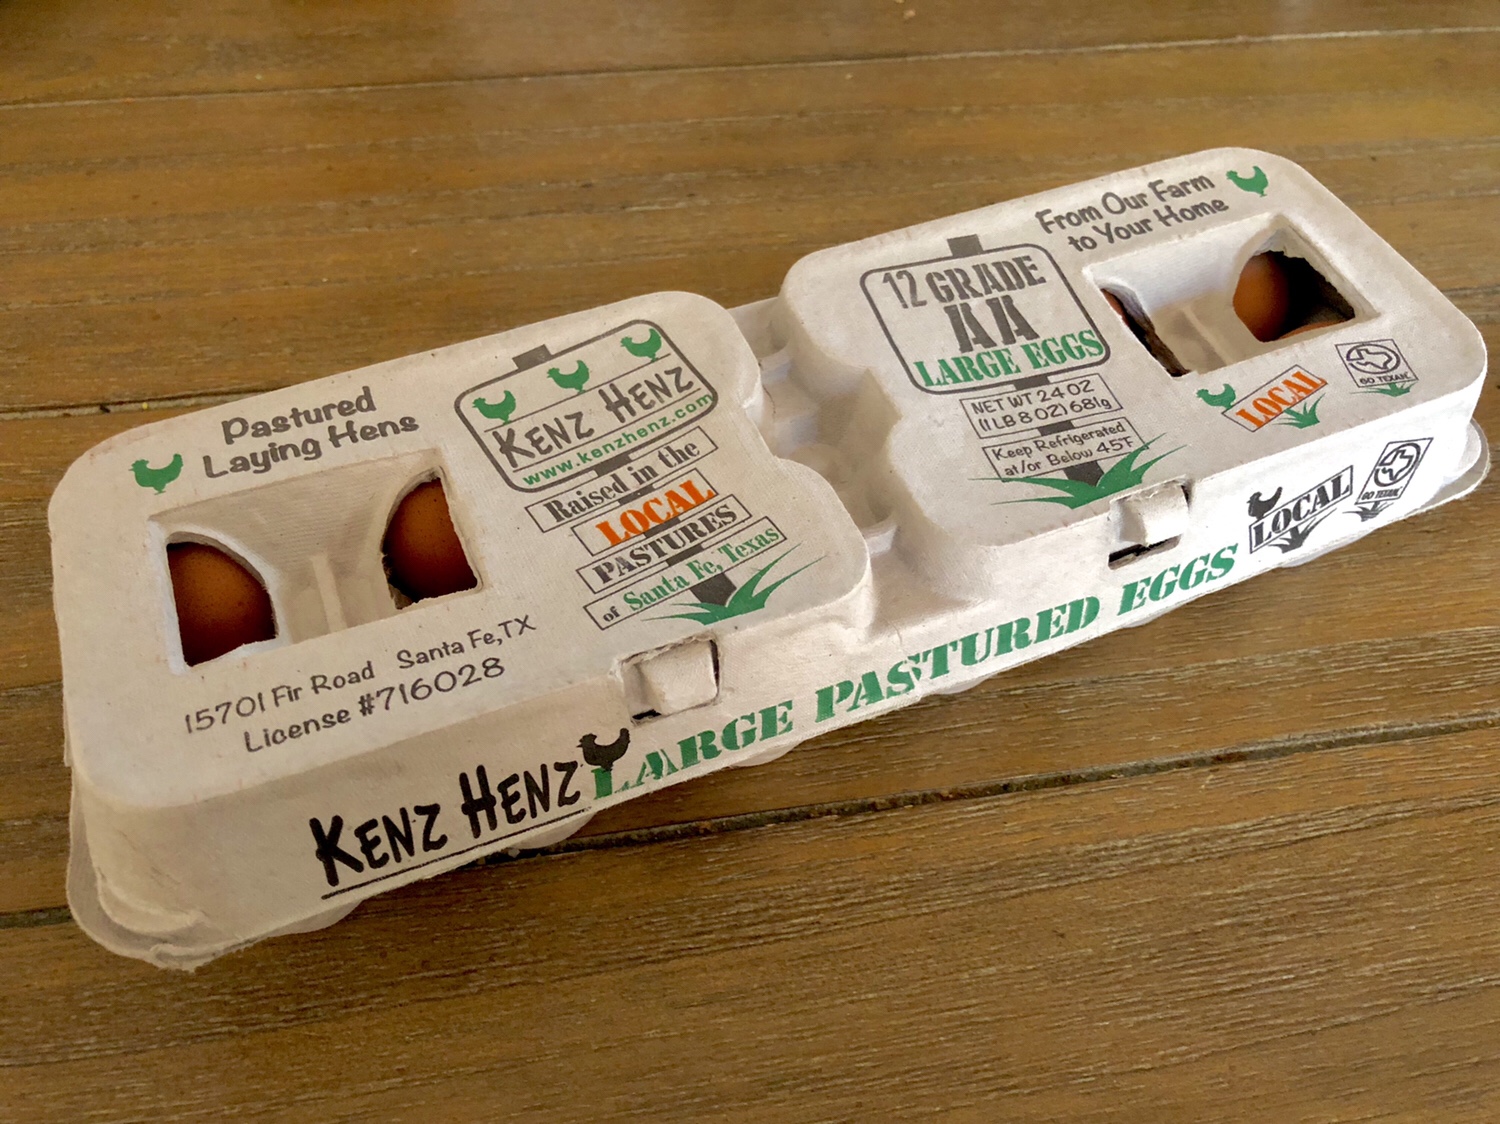 Pastured
Laying Hens
15701 Fir Road Santa Fe, TX
License #716028
KENZ HENZ
www.kenzhenz.com
Raised in the
LOCAL
PASTURES
of Santa Fe, Texas
12 GRADE
AA
LARGE EGGS
NET WT 24 OZ
(1 LB 8 OZ) 681g
Keep Refrigerated
at/or Below 45°F
From Our Farm
to Your Home
LOCAL
GO TEXAN.
KENZ HENZ
LARGE PASTURED EGGS
LOCAL
GO TEXAN.